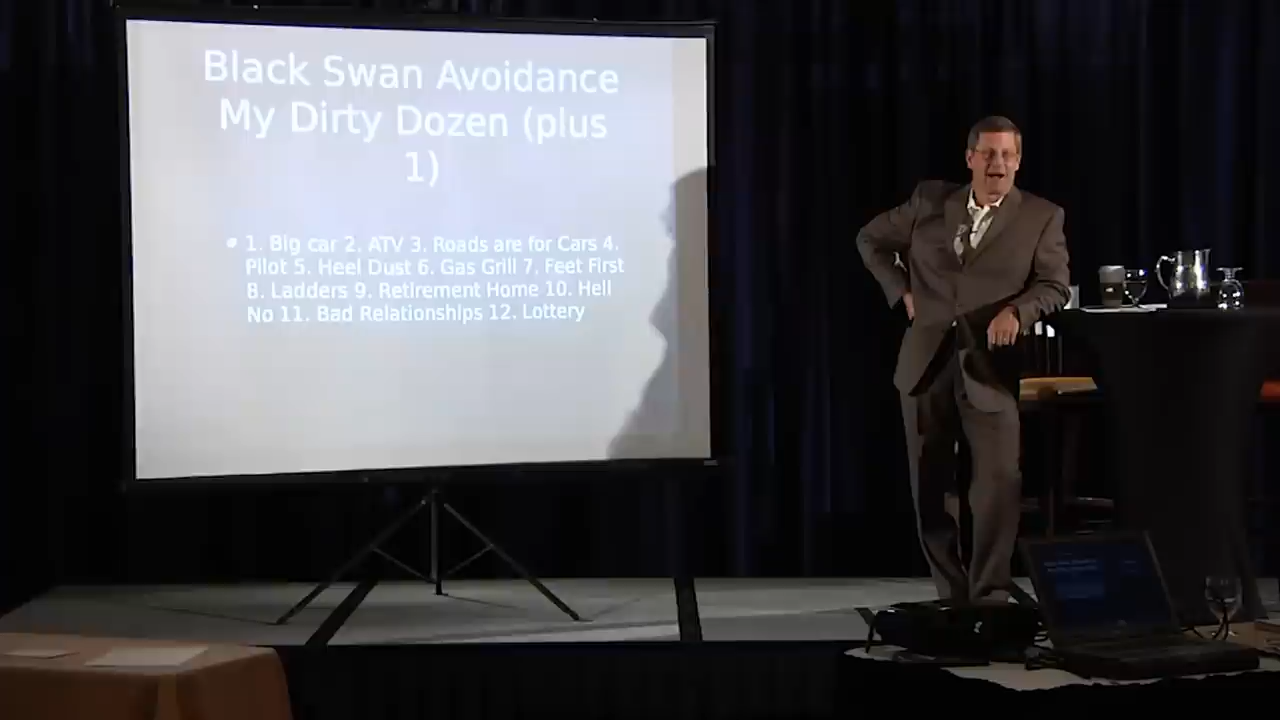 Black Swan Avoidance
My Dirty Dozen (plus
1)
• 1. Big car 2. ATV 3. Roads are for Cars 4.
Pilot 5. Heel Dust 6. Gas Grill 7. Feet First
8. Ladders 9. Retirement Home 10. Hell
No 11. Bad Relationships 12. Lottery